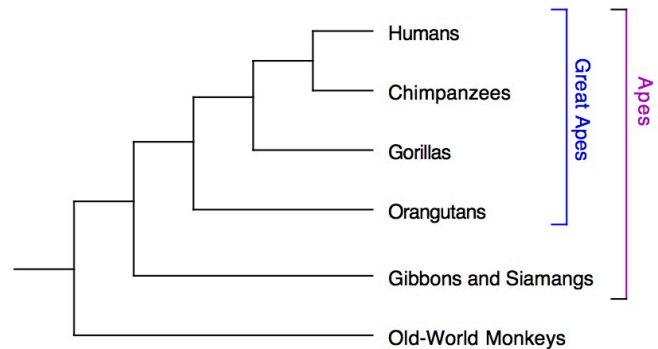 Humans
Chimpanzees
Gorillas
Orangutans
Gibbons and Siamangs
Old-World Monkeys
Great Apes
Apes